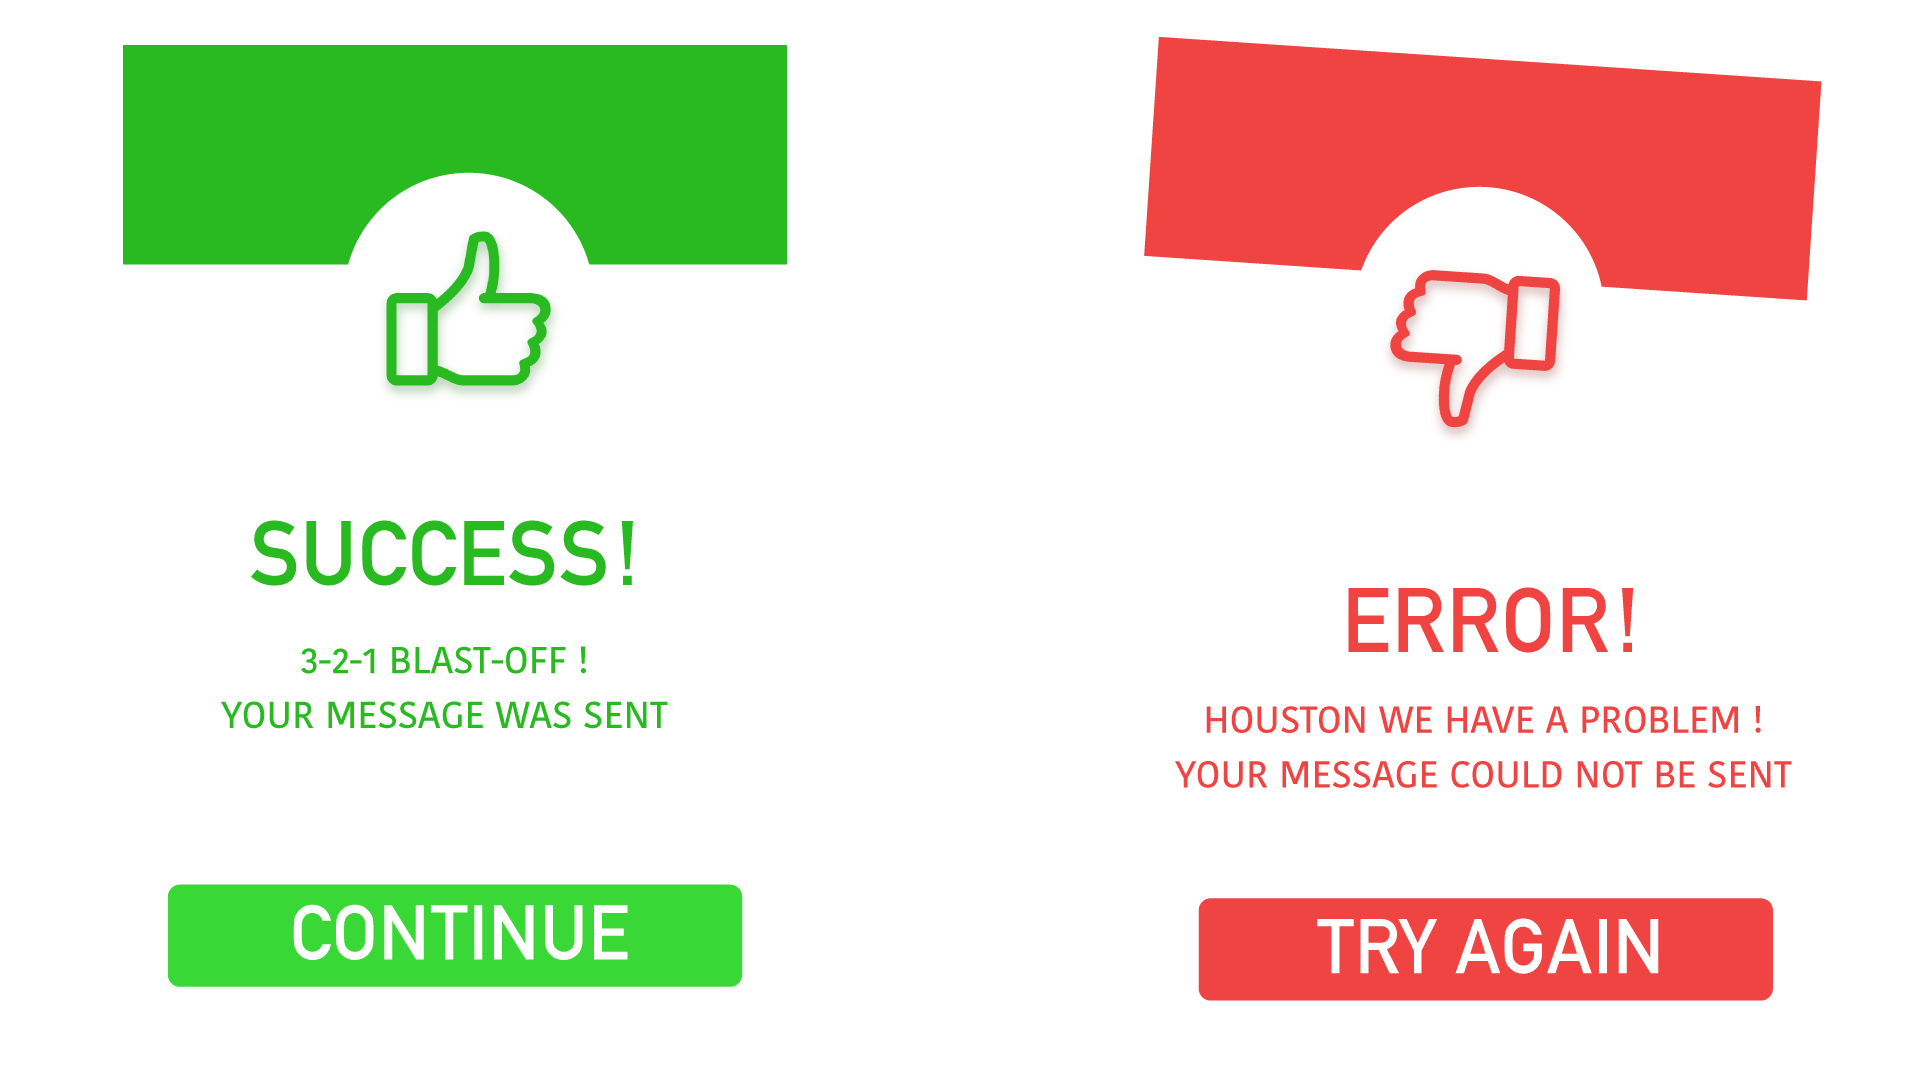 SUCCESS!
3-2-1 BLAST-OFF !
YOUR MESSAGE WAS SENT
CONTINUE
ERROR!
HOUSTON WE HAVE A PROBLEM !
YOUR MESSAGE COULD NOT BE SENT
TRY AGAIN